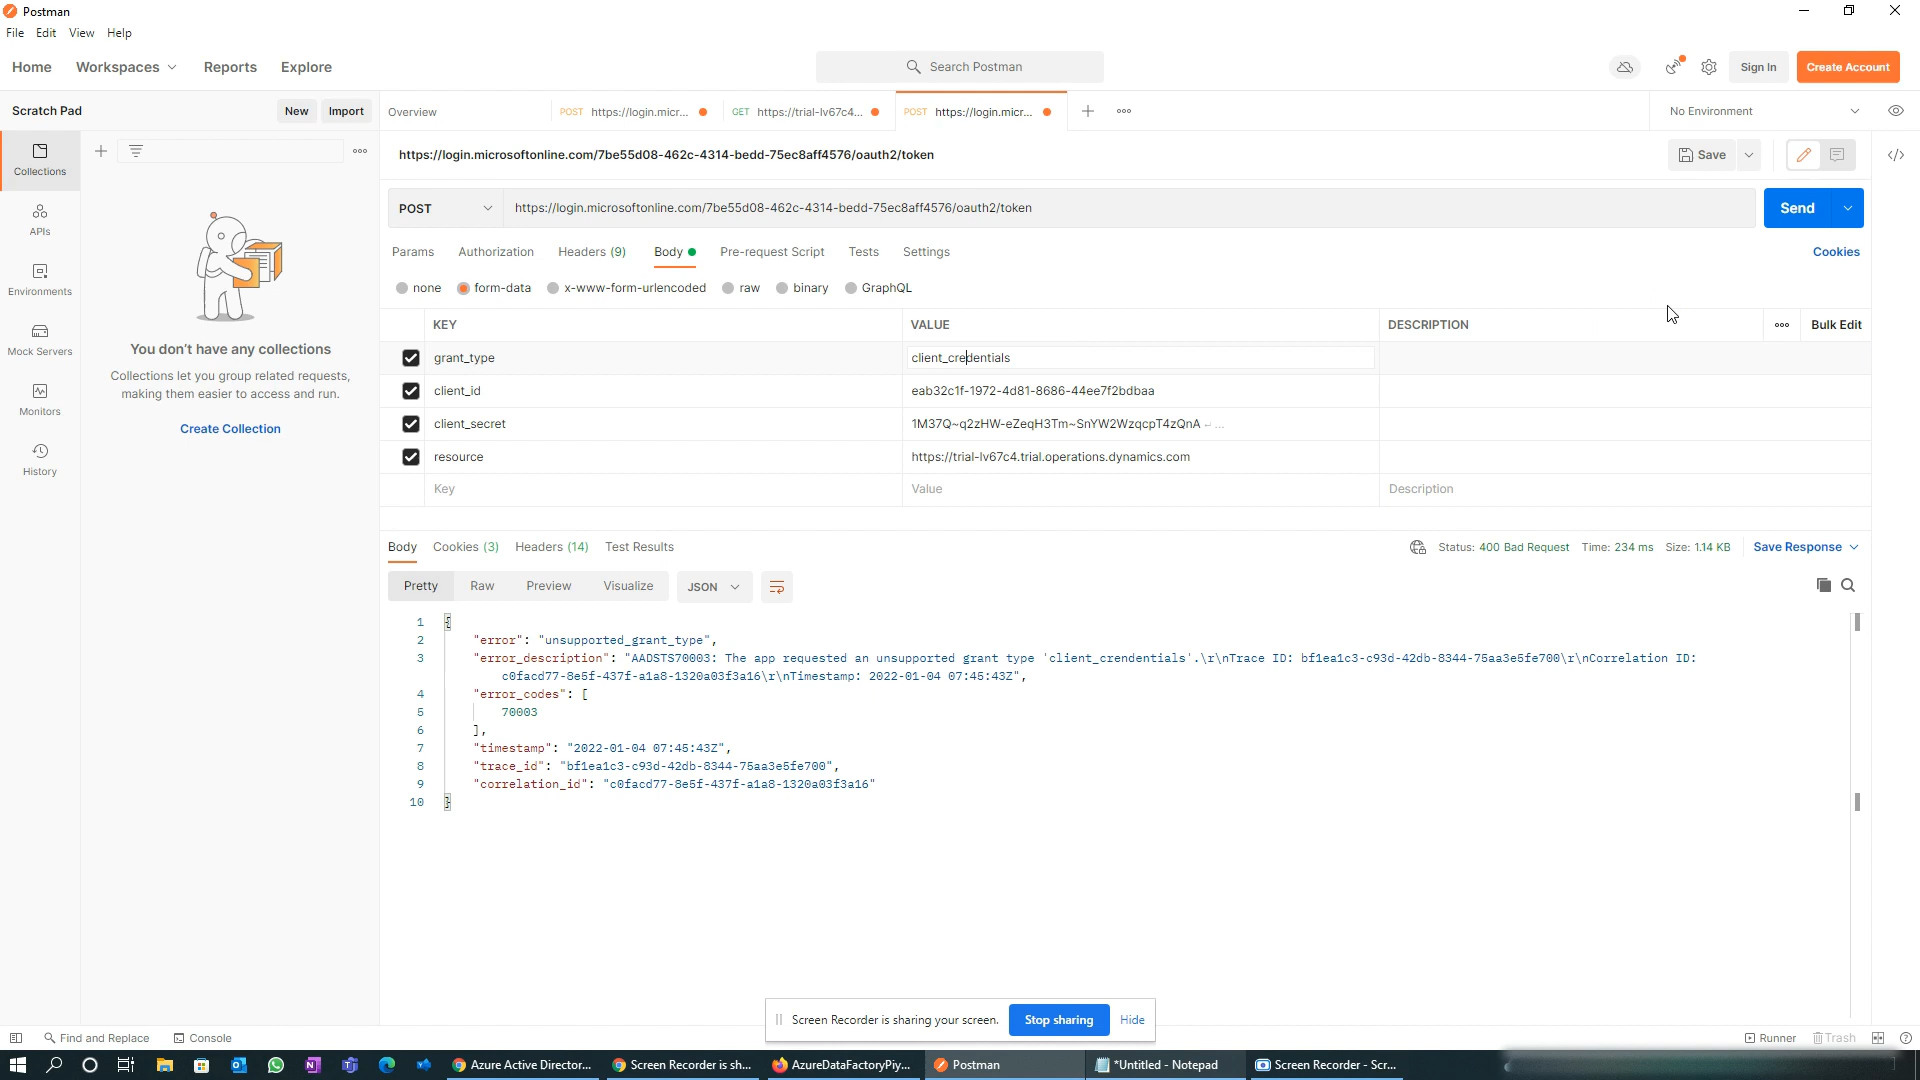 Postman
File Edit View Help
Home Workspaces Reports Explore
Search Postman
Sign In
Create Account
Scratch Pad
New
Import
Overview
POST https://login.micr...
GET https://trial-lv67c4...
POST https://login.micr...
No Environment
Collections
APIs
Environments
Mock Servers
Monitors
History
You don't have any collections
Collections let you group related requests,
making them easier to access and run.
Create Collection
https://login.microsoftonline.com/7be55d08-462c-4314-bedd-75ec8aff4576/oauth2/token
Save
POST https://login.microsoftonline.com/7be55d08-462c-4314-bedd-75ec8aff4576/oauth2/token
Send
Params Authorization Headers (9) Body Pre-request Script Tests Settings
Cookies
none form-data x-www-form-urlencoded raw binary GraphQL
KEY VALUE DESCRIPTION
Bulk Edit
grant_type client_credentials
client_id eab32c1f-1972-4d81-8686-44ee7f2bdbaa
client_secret 1M37Q~q2zHW-eZeqH3Tm~SnYW2WzqcpT4zQnA ↵ ...
resource https://trial-lv67c4.trial.operations.dynamics.com
Key Value Description
Body Cookies (3) Headers (14) Test Results
Status: 400 Bad Request Time: 234 ms Size: 1.14 KB
Save Response
Pretty Raw Preview Visualize JSON
1 {
2 "error": "unsupported_grant_type",
3 "error_description": "AADSTS70003: The app requested an unsupported grant type 'client_crendentials'.\r\nTrace ID: bf1ea1c3-c93d-42db-8344-75aa3e5fe700\r\nCorrelation ID:
c0facd77-8e5f-437f-a1a8-1320a03f3a16\r\nTimestamp: 2022-01-04 07:45:43Z",
4 "error_codes": [
5 70003
6 ],
7 "timestamp": "2022-01-04 07:45:43Z",
8 "trace_id": "bf1ea1c3-c93d-42db-8344-75aa3e5fe700",
9 "correlation_id": "c0facd77-8e5f-437f-a1a8-1320a03f3a16"
10 }
Screen Recorder is sharing your screen.
Stop sharing
Hide
Find and Replace
Console
Runner
Trash
Azure Active Director...
Screen Recorder is sh...
AzureDataFactoryPiy...
Postman
*Untitled - Notepad
Screen Recorder - Scr...